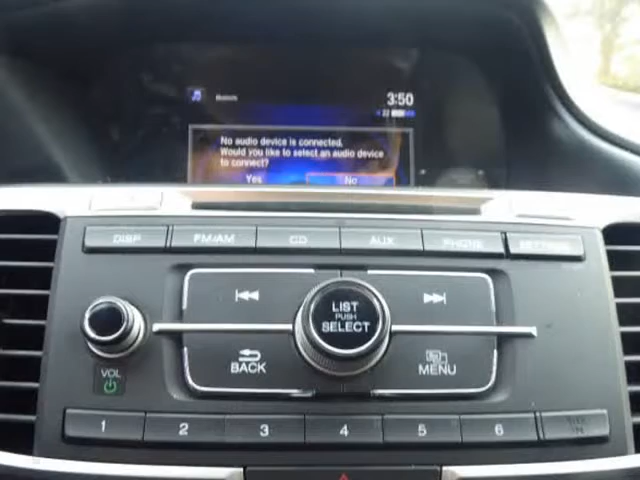 3:50
No audio device is connected.
Would you like to select an audio device
to connect?
Yes No
DISP FM/AM CD AUX PHONE SETTINGS
LIST
PUSH
SELECT
BACK MENU
VOL
1 2 3 4 5 6